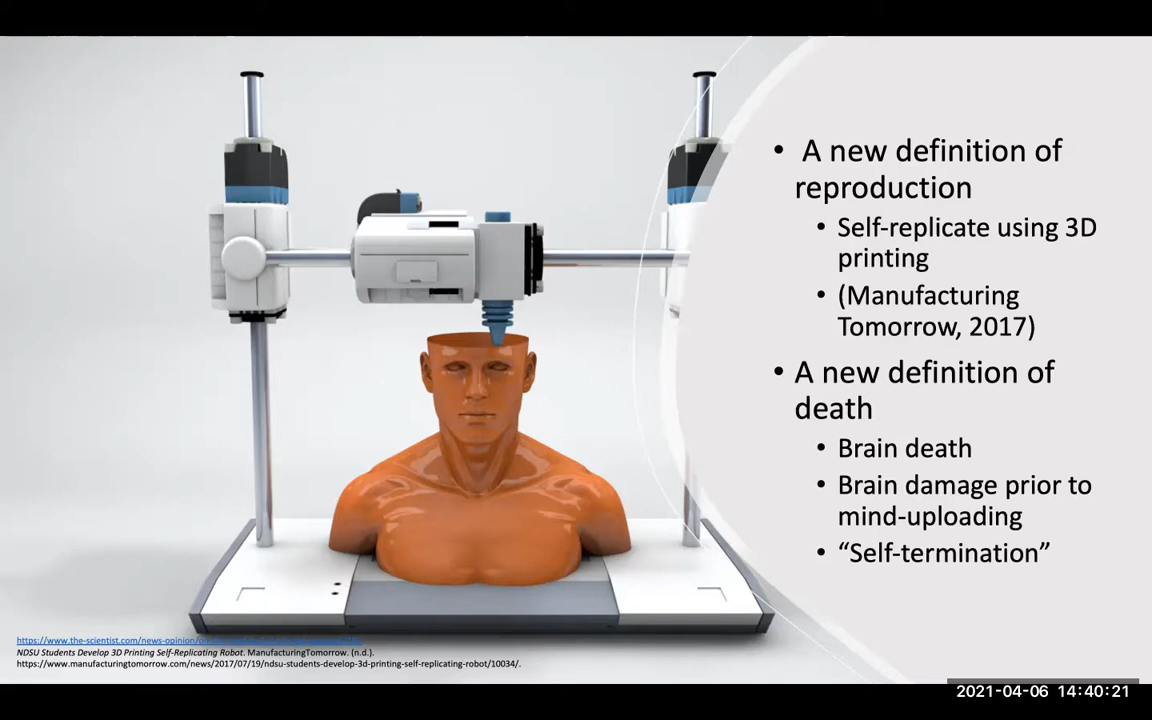 • A new definition of
reproduction
• Self-replicate using 3D
printing
• (Manufacturing
Tomorrow, 2017)
• A new definition of
death
• Brain death
• Brain damage prior to
mind-uploading
• “Self-termination”
https://www.the-scientist.com/news-opinion/
NDSU Students Develop 3D Printing Self-Replicating Robot. ManufacturingTomorrow. (n.d.).
https://www.manufacturingtomorrow.com/news/2017/07/19/ndsu-students-develop-3d-printing-self-replicating-robot/10034/.
2021-04-06 14:40:21